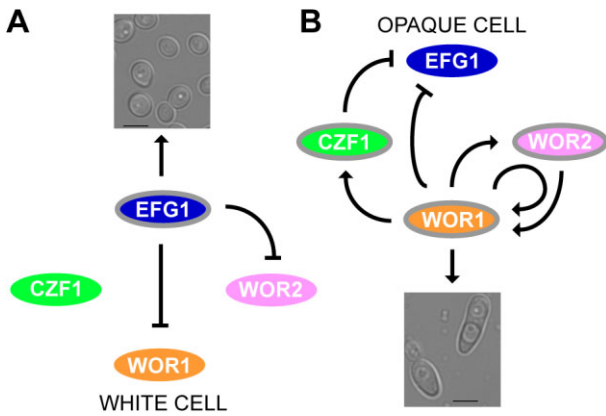 A
EFG1
CZF1
WOR2
WOR1
WHITE CELL
B
OPAQUE CELL
EFG1
CZF1
WOR2
WOR1